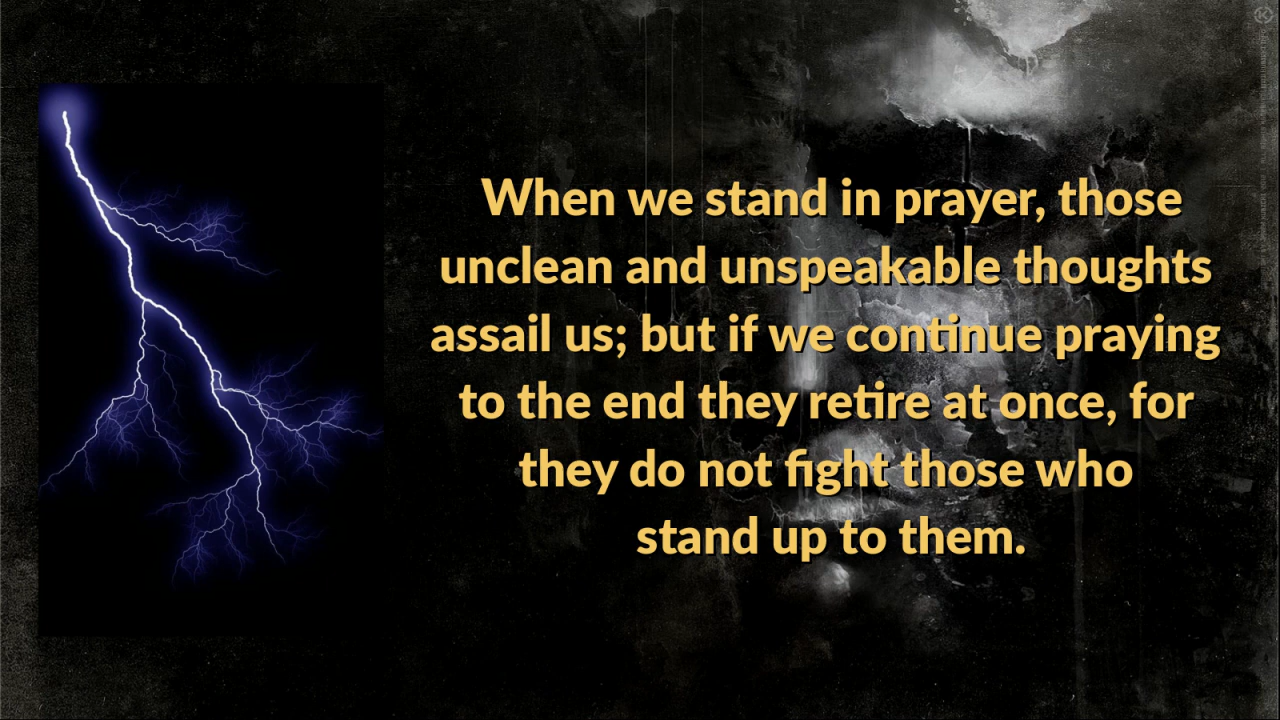 When we stand in prayer, those
unclean and unspeakable thoughts
assail us; but if we continue praying
to the end they retire at once, for
they do not fight those who
stand up to them.